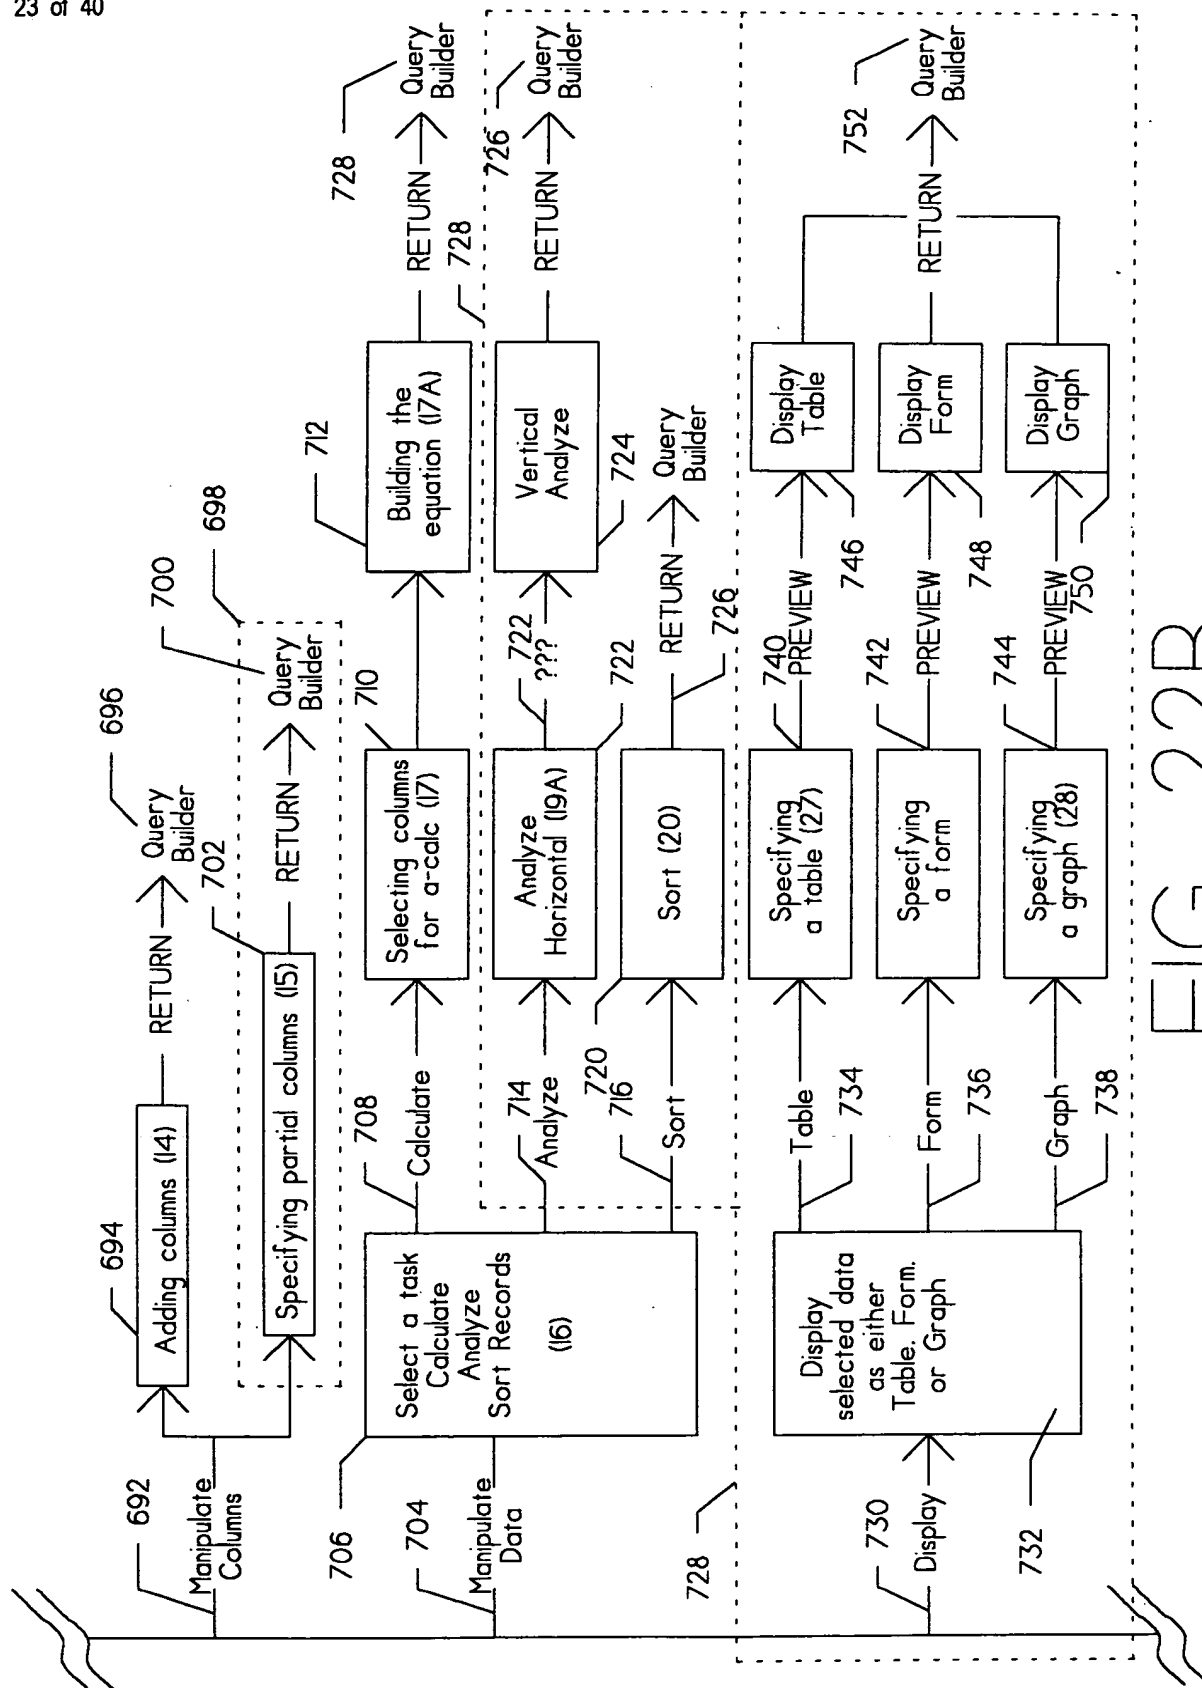 23 of 40
692
Manipulate
Columns
694
Adding columns (14)
RETURN
696
Query
Builder
702
Specifying partial columns (15)
RETURN
700
698
Query
Builder
704
Manipulate
Data
706
Select a task
Calculate
Analyze
Sort Records
(16)
708
Calculate
710
Selecting columns
for a-calc (17)
712
Building the
equation (17A)
RETURN
728
Query
Builder
728
714
Analyze
Analyze
Horizontal (19A)
722
722
???
Vertical
Analyze
724
RETURN
726
Query
Builder
716
Sort
720
Sort (20)
726
RETURN
Query
Builder
728
730
Display
732
Display
selected data
as either
Table. Form.
or Graph
Table
734
Specifying
a table (27)
740
PREVIEW
746
Display
Table
Form
736
Specifying
a form
742
PREVIEW
748
Display
Form
RETURN
752
Query
Builder
Graph
738
Specifying
a graph (28)
744
PREVIEW
750
Display
Graph
FIG 22B